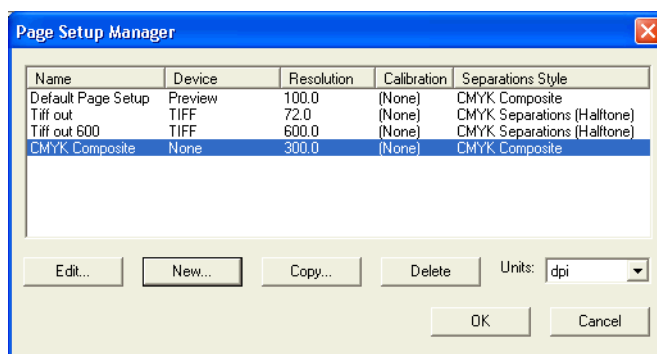 Page Setup Manager
Name Device Resolution Calibration Separations Style
Default Page Setup Preview 100.0 (None) CMYK Composite
Tiff out TIFF 72.0 (None) CMYK Separations (Halftone)
Tiff out 600 TIFF 600.0 (None) CMYK Separations (Halftone)
CMYK Composite None 300.0 (None) CMYK Composite
Edit... New... Copy... Delete Units: dpi
OK Cancel